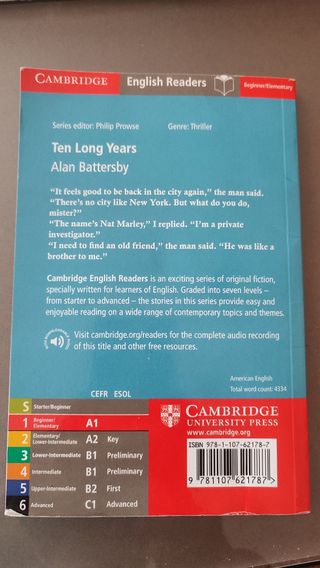 CAMBRIDGE English Readers Beginner/Elementary
Series editor: Philip Prowse Genre: Thriller
Ten Long Years
Alan Battersby
“It feels good to be back in the city again,” the man said.
“There’s no city like New York. But what do you do,
mister?”
“The name’s Nat Marley,” I replied. “I’m a private
investigator.”
“I need to find an old friend,” the man said. “He was like a
brother to me”.
Cambridge English Readers is an exciting series of original fiction,
specially written for learners of English. Graded into seven levels –
from starter to advanced – the stories in this series provide easy and
enjoyable reading on a wide range of contemporary topics and themes.
Visit cambridge.org/readers for the complete audio recording
of this title and other free resources.
American English
Total word count: 4334
CEFR ESOL
S Starter/Beginner
1 Beginner/
Elementary A1
2 Elementary/
Lower-Intermediate A2 Key
3 Lower-Intermediate B1 Preliminary
4 Intermediate B1 Preliminary
5 Upper-Intermediate B2 First
6 Advanced C1 Advanced
CAMBRIDGE
UNIVERSITY PRESS
www.cambridge.org
ISBN 978-1-107-62178-7
9 781107 621787 >